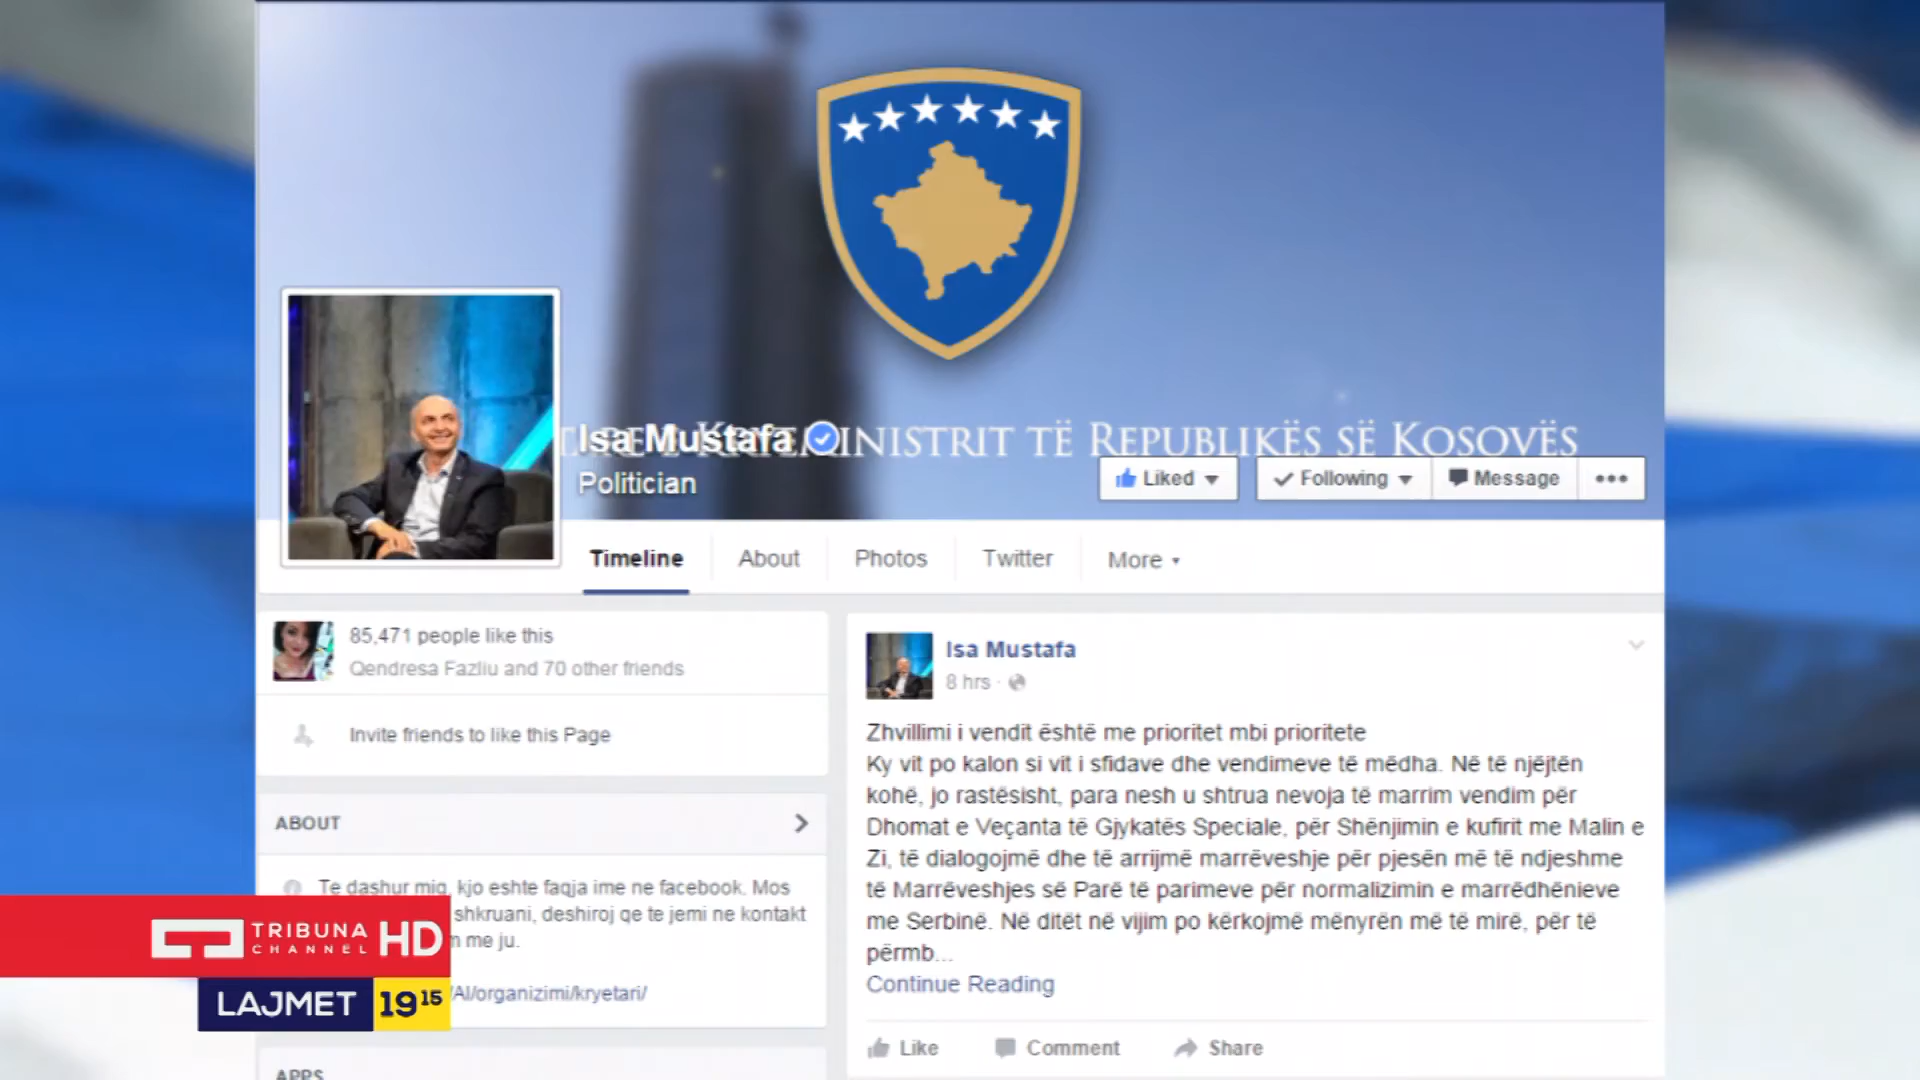 MINISTRIT TË REPUBLIKËS SË KOSOVËS
Isa Mustafa
Politician
Liked
Following
Message
Timeline
About
Photos
Twitter
More
85,471 people like this
Qendresa Fazliu and 70 other friends
Invite friends to like this Page
ABOUT
Te dashur miq, kjo eshte faqja ime ne facebook. Mos
shkruani, deshiroj qe te jemi ne kontakt
me ju.
/Al/organizimi/kryetari/
APPS
Isa Mustafa
8 hrs
Zhvillimi i vendit është me prioritet mbi prioritete
Ky vit po kalon si vit i sfidave dhe vendimeve të mëdha. Në të njëjtën
kohë, jo rastësisht, para nesh u shtrua nevoja të marrim vendim për
Dhomat e Veçanta të Gjykatës Speciale, për Shënjimin e kufirit me Malin e
Zi, të dialogojmë dhe të arrijmë marrëveshje për pjesën më të ndjeshme
të Marrëveshjes së Parë të parimeve për normalizimin e marrëdhënieve
me Serbinë. Në ditët në vijim po kërkojmë mënyrën më të mirë, për të
përmb...
Continue Reading
Like
Comment
Share
TRIBUNA
CHANNEL
HD
LAJMET 19 15